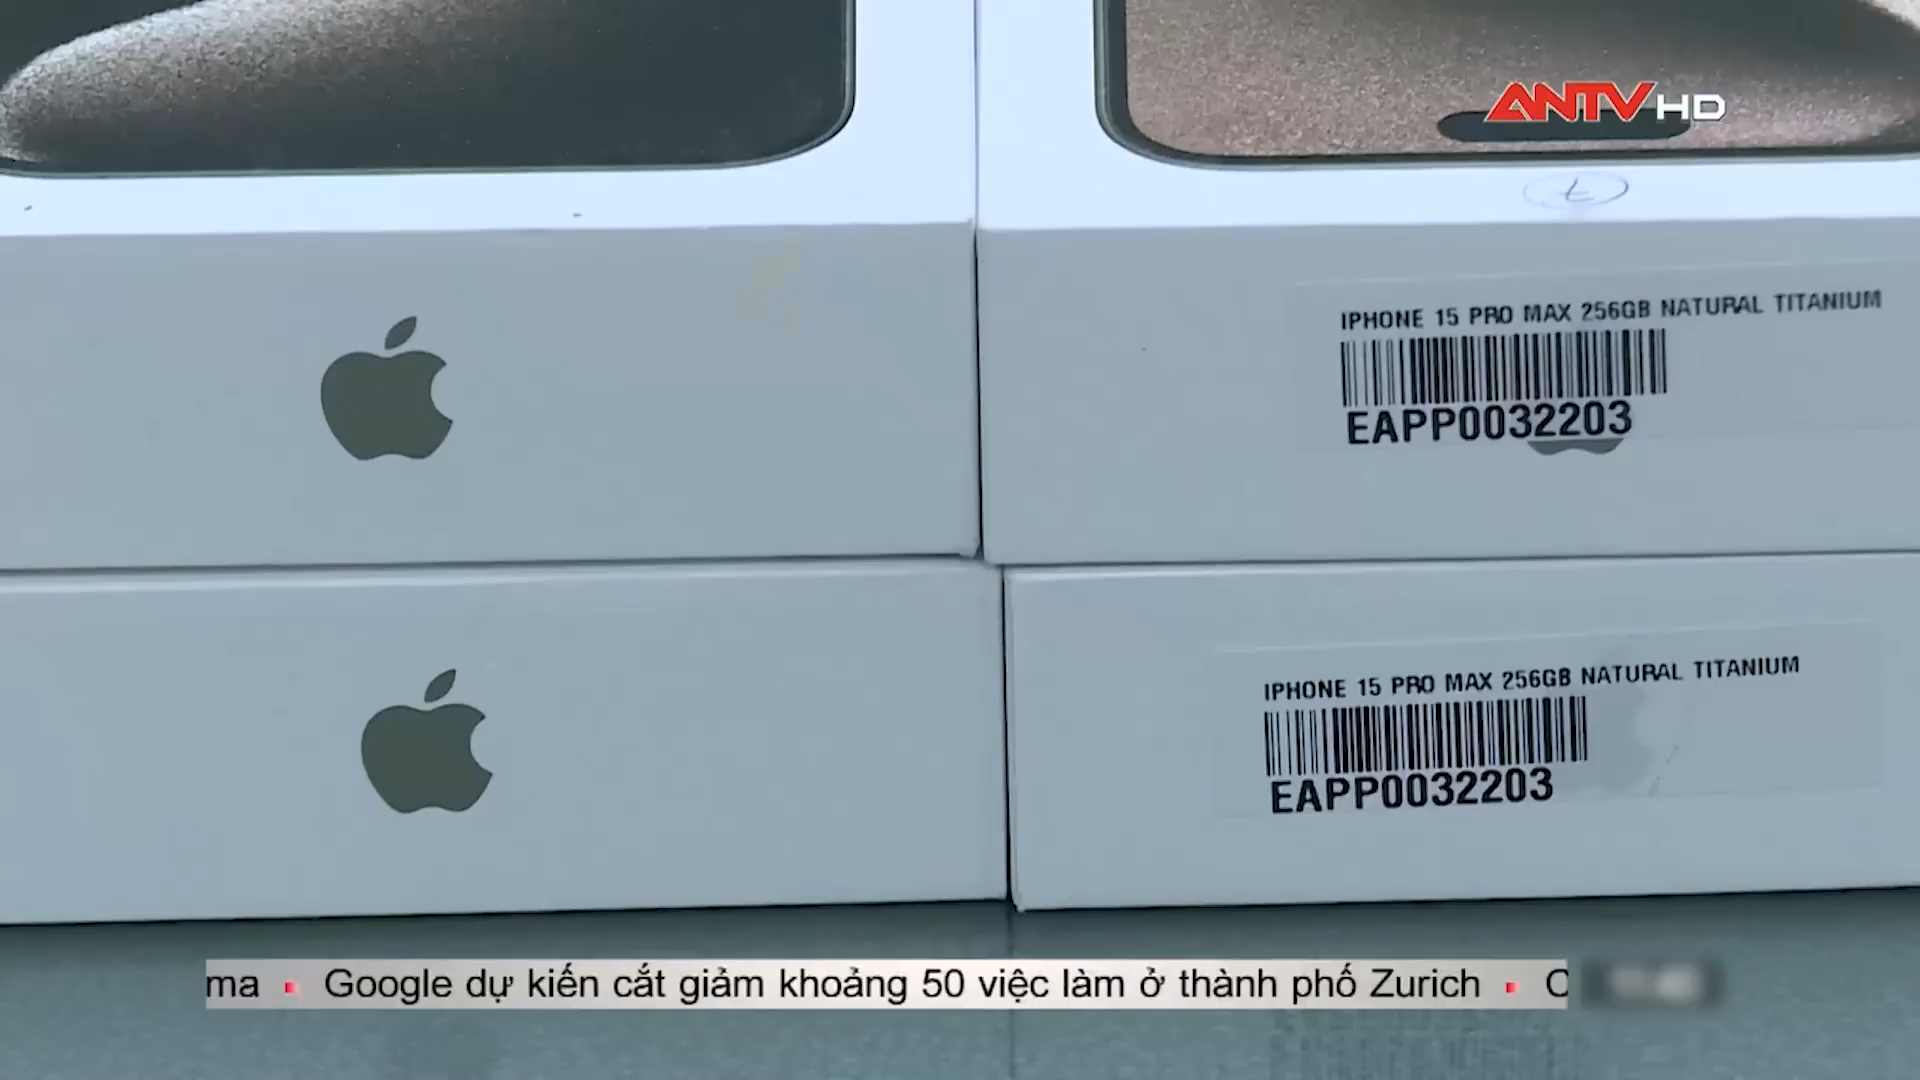 ANTV HD
7
IPHONE 15 PRO MAX 256GB NATURAL TITANIUM
EAPP0032203
IPHONE 15 PRO MAX 256GB NATURAL TITANIUM
EAPP0032203
ma ▪ Google dự kiến cắt giảm khoảng 50 việc làm ở thành phố Zurich ▪ C